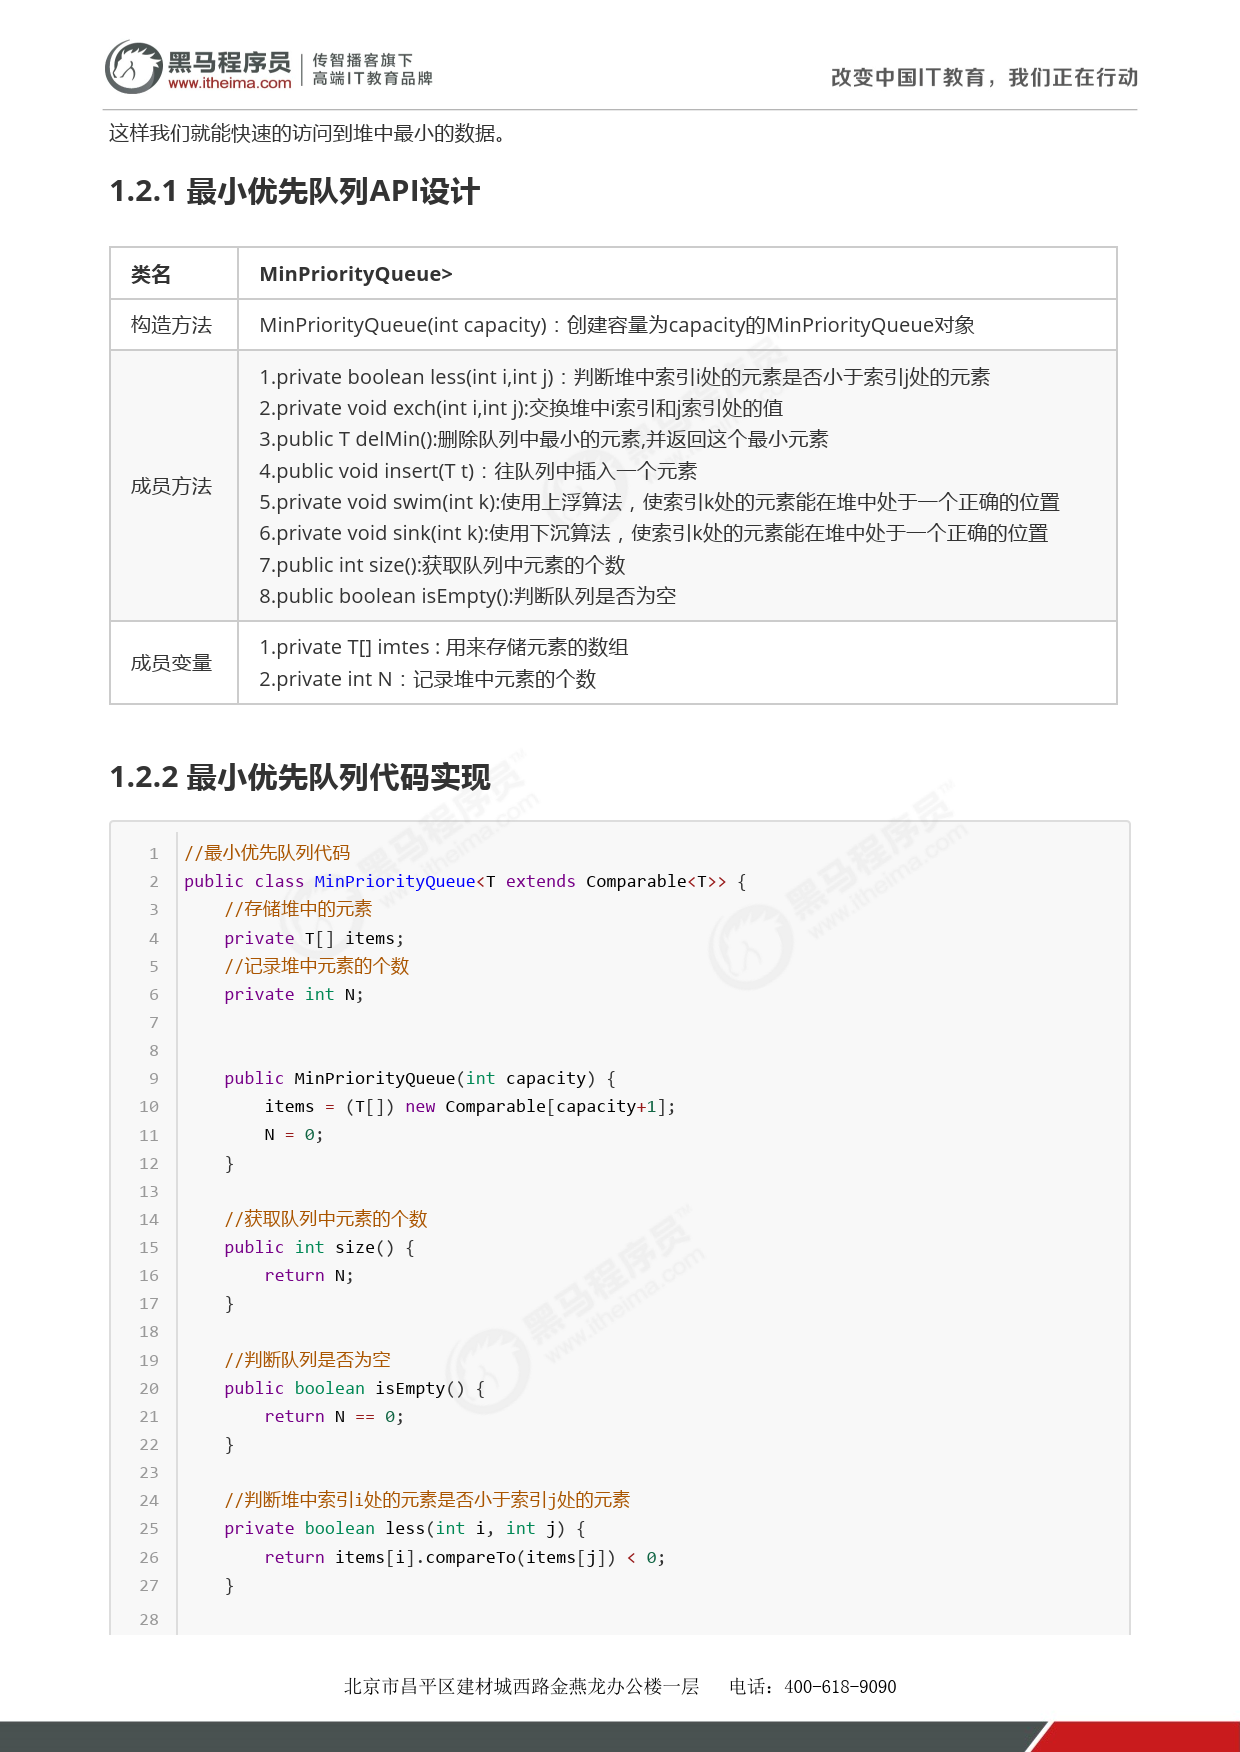 黑马程序员 传智播客旗下
www.itheima.com 高端IT教育品牌
改变中国IT教育，我们正在行动
这样我们就能快速的访问到堆中最小的数据。
1.2.1 最小优先队列API设计
类名 MinPriorityQueue>
构造方法 MinPriorityQueue(int capacity)：创建容量为capacity的MinPriorityQueue对象
成员方法
1.private boolean less(int i,int j)：判断堆中索引i处的元素是否小于索引j处的元素
2.private void exch(int i,int j):交换堆中i索引和j索引处的值
3.public T delMin():删除队列中最小的元素,并返回这个最小元素
4.public void insert(T t)：往队列中插入一个元素
5.private void swim(int k):使用上浮算法，使索引k处的元素能在堆中处于一个正确的位置
6.private void sink(int k):使用下沉算法，使索引k处的元素能在堆中处于一个正确的位置
7.public int size():获取队列中元素的个数
8.public boolean isEmpty():判断队列是否为空
成员变量
1.private T[] imtes : 用来存储元素的数组
2.private int N：记录堆中元素的个数
1.2.2 最小优先队列代码实现
1 //最小优先队列代码
2 public class MinPriorityQueue<T extends Comparable<T>> {
3     //存储堆中的元素
4     private T[] items;
5     //记录堆中元素的个数
6     private int N;
7
8
9     public MinPriorityQueue(int capacity) {
10         items = (T[]) new Comparable[capacity+1];
11         N = 0;
12     }
13
14     //获取队列中元素的个数
15     public int size() {
16         return N;
17     }
18
19     //判断队列是否为空
20     public boolean isEmpty() {
21         return N == 0;
22     }
23
24     //判断堆中索引i处的元素是否小于索引j处的元素
25     private boolean less(int i, int j) {
26         return items[i].compareTo(items[j]) < 0;
27     }
28
北京市昌平区建材城西路金燕龙办公楼一层 电话：400-618-9090